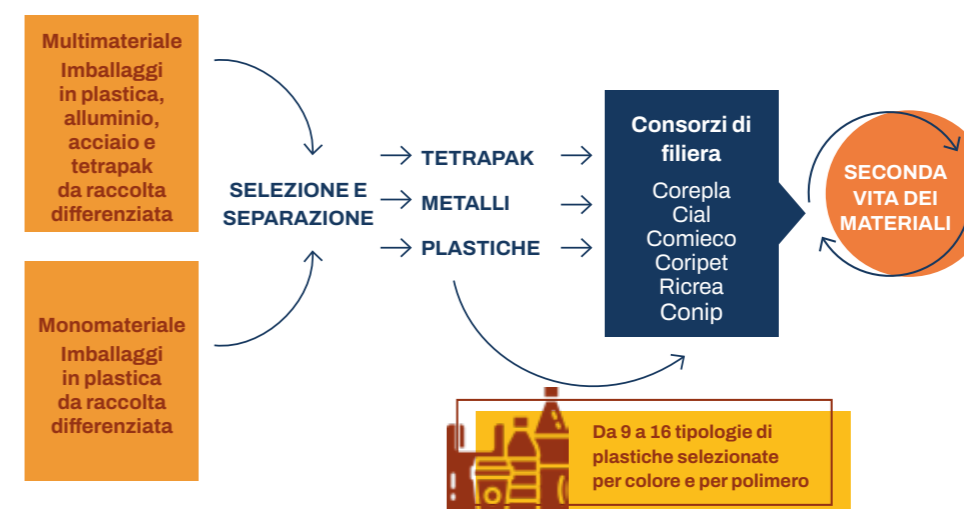 Multimateriale
Imballaggi
in plastica,
alluminio,
acciaio e
tetrapak
da raccolta
differenziata
Monomateriale
Imballaggi
in plastica
da raccolta
differenziata
SELEZIONE E
SEPARAZIONE
TETRAPAK
METALLI
PLASTICHE
Consorzi di
filiera
Corepla
Cial
Comieco
Coripet
Ricrea
Conip
SECONDA
VITA DEI
MATERIALI
Da 9 a 16 tipologie di
plastiche selezionate
per colore e per polimero